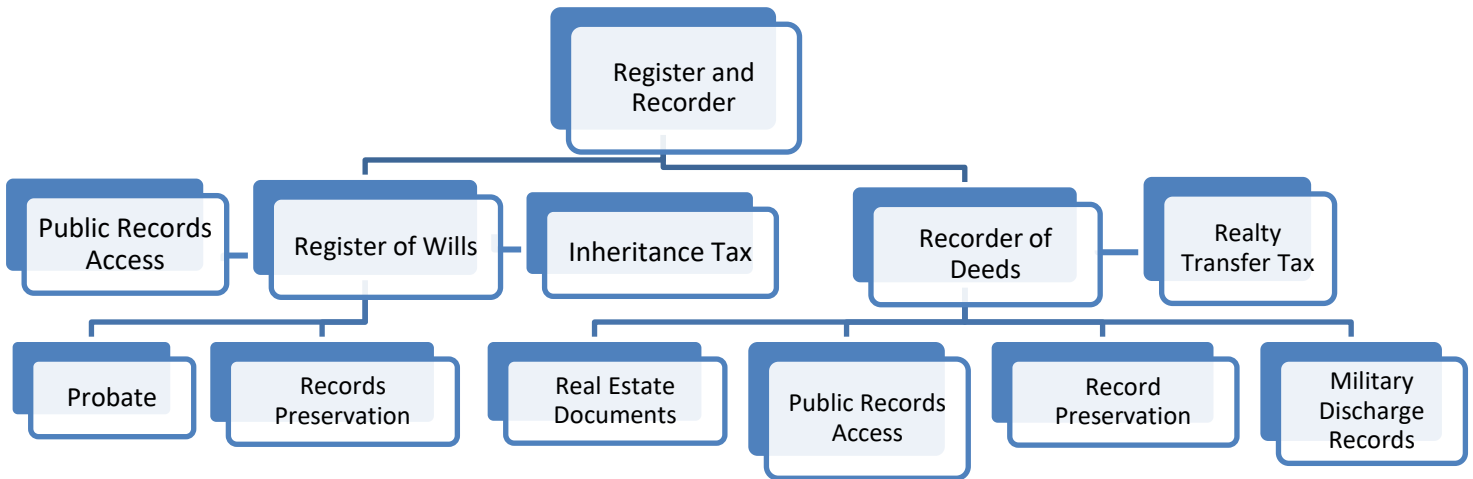 Register and
Recorder
Public Records
Access
Register of Wills
Inheritance Tax
Recorder of
Deeds
Realty
Transfer Tax
Probate
Records
Preservation
Real Estate
Documents
Public Records
Access
Record
Preservation
Military
Discharge
Records